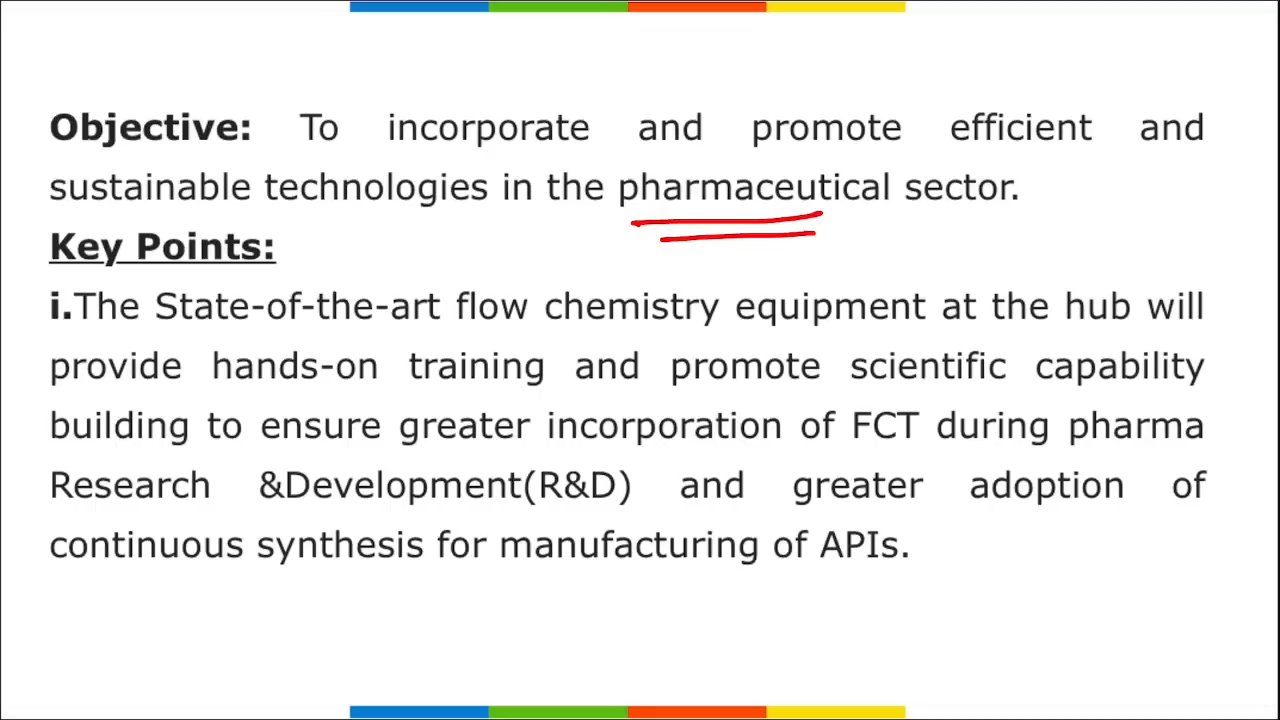 Objective: To incorporate and promote efficient and
sustainable technologies in the pharmaceutical sector.
Key Points:
i.The State-of-the-art flow chemistry equipment at the hub will
provide hands-on training and promote scientific capability
building to ensure greater incorporation of FCT during pharma
Research &Development(R&D) and greater adoption of
continuous synthesis for manufacturing of APIs.